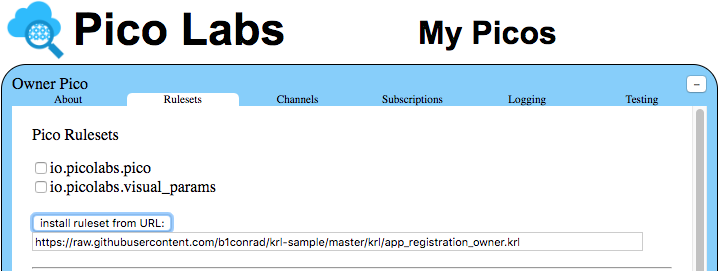 Pico Labs My Picos
Owner Pico –
About Rulesets Channels Subscriptions Logging Testing
Pico Rulesets
io.picolabs.pico
io.picolabs.visual_params
install ruleset from URL:
https://raw.githubusercontent.com/b1conrad/krl-sample/master/krl/app_registration_owner.krl